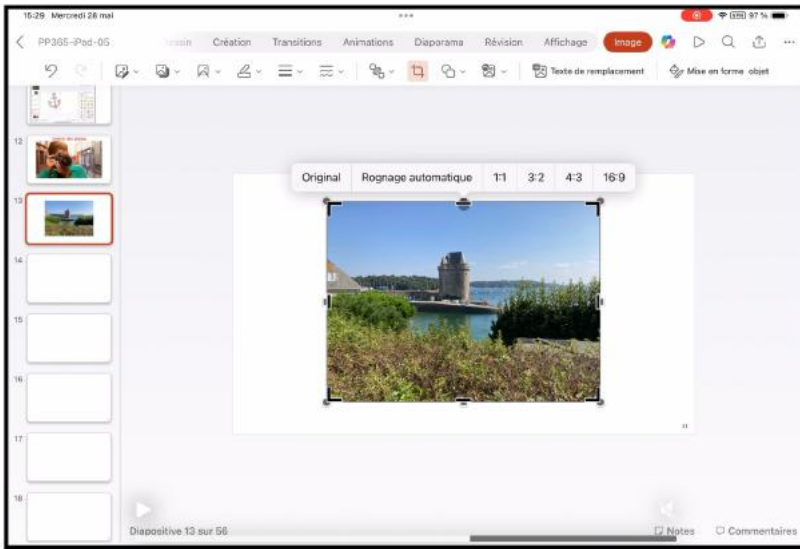 15:29 Mercredi 28 mai
97 %
PP365-iPad-05
Dessin Création Transitions Animations Diaporama Révision Affichage Image
Texte de remplacement Mise en forme objet
Original Rognage automatique 1:1 3:2 4:3 16:9
12
13
14
15
16
17
18
Diapositive 13 sur 56
Notes Commentaires